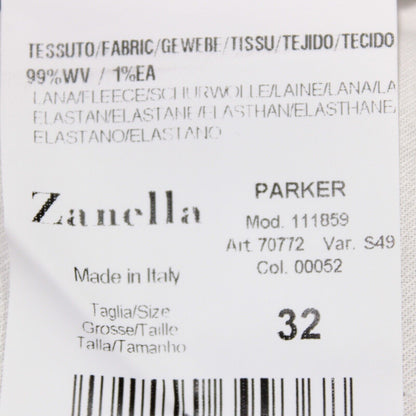 TESSUTO/FABRIC/GEWEBE/TISSU/TEJIDO/TECIDO
99%WV / 1%EA
LANA/FLEECE/SCHURWOLLE/LAINE/LANA/LA
ELASTAN/ELASTANE/ELASTHAN/ELASTHANE/
ELASTANO/ELASTANO
Zanella
PARKER
Mod. 111859
Art 70772 Var. S49
Col. 00052
Made in Italy
Taglia/Size
Grosse/Taille
Talla/Tamanho
32